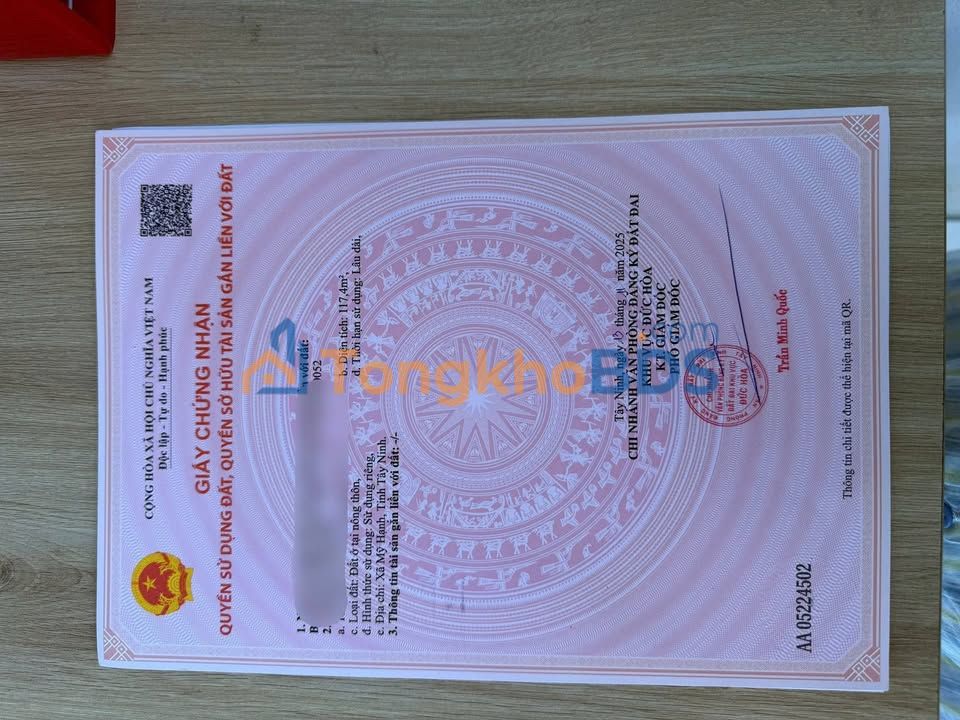 CỘNG HÒA XÃ HỘI CHỦ NGHĨA VIỆT NAM
Độc lập - Tự do - Hạnh phúc
GIẤY CHỨNG NHẬN
QUYỀN SỬ DỤNG ĐẤT, QUYỀN SỞ HỮU TÀI SẢN GẮN LIỀN VỚI ĐẤT
1. với đất:
052
2.
a. b. Diện tích: 117,4m²,
c. Loại đất: Đất ở tại nông thôn, d. Thời hạn sử dụng: Lâu dài,
đ. Hình thức sử dụng: Sử dụng riêng,
e. Địa chỉ: Xã Mỹ Hạnh, Tỉnh Tây Ninh.
3. Thông tin tài sản gắn liền với đất: -/-
TongkhoBDS
.com
Tây Ninh, ngày tháng năm 2025
CHI NHÁNH VĂN PHÒNG ĐĂNG KÝ ĐẤT ĐAI
KHU VỰC ĐỨC HÒA
KT. GIÁM ĐỐC
PHÓ GIÁM ĐỐC
ĐỨC HÒA
Trần Minh Quốc
AA 05224502
Thông tin chi tiết được thể hiện tại mã QR.